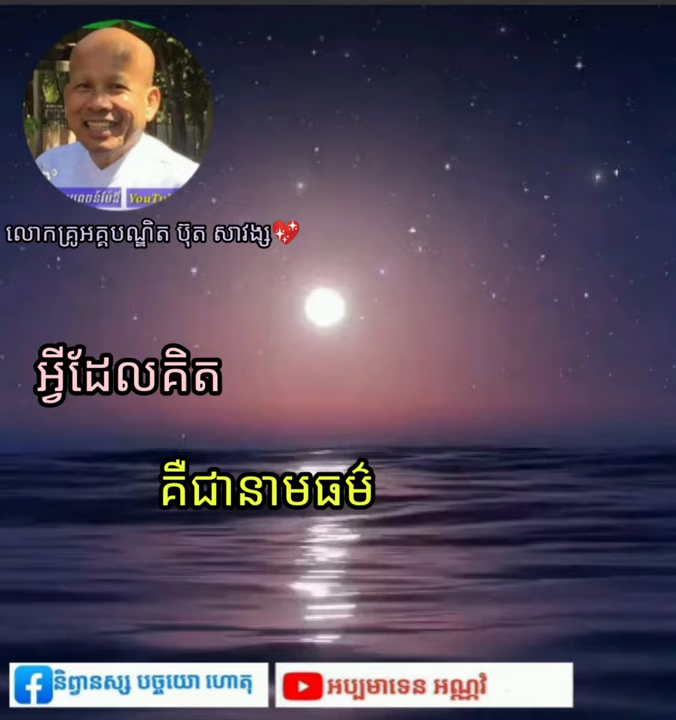 YouTu
លោកគ្រូអគ្គបណ្ឌិត ប៊ុត សាវង្ស
អ្វីដែលគិត
គឺជានាមធម៌
និព្វានស្ស បច្ចយោ ហោតុ
អប្បមាទេន អណ្ណវំ